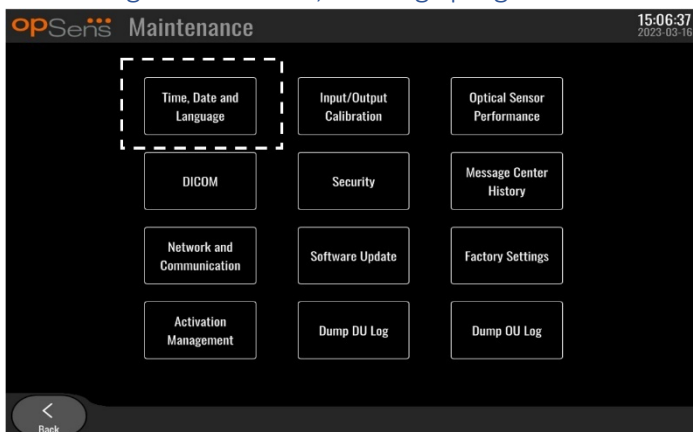 opSens Maintenance
15:06:37
2023-03-16
Time, Date and
Language
Input/Output
Calibration
Optical Sensor
Performance
DICOM
Security
Message Center
History
Network and
Communication
Software Update
Factory Settings
Activation
Management
Dump DU Log
Dump OU Log
Back